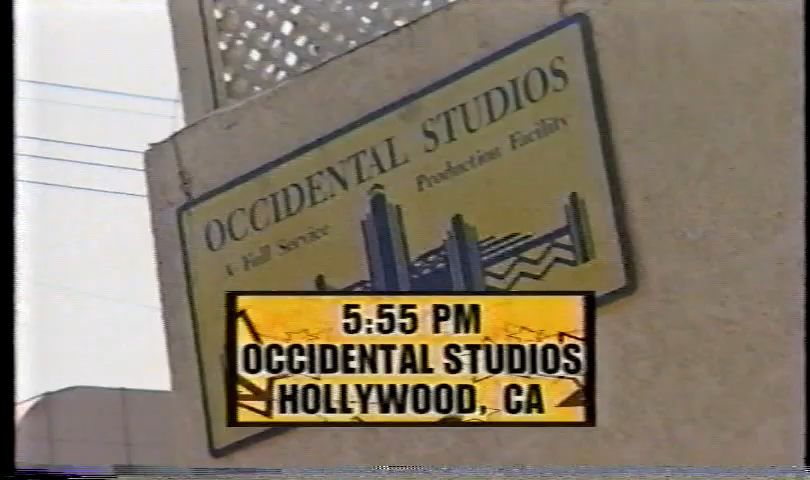 OCCIDENTAL STUDIOS
A Full Service Production Facility
5:55 PM
OCCIDENTAL STUDIOS
HOLLYWOOD, CA